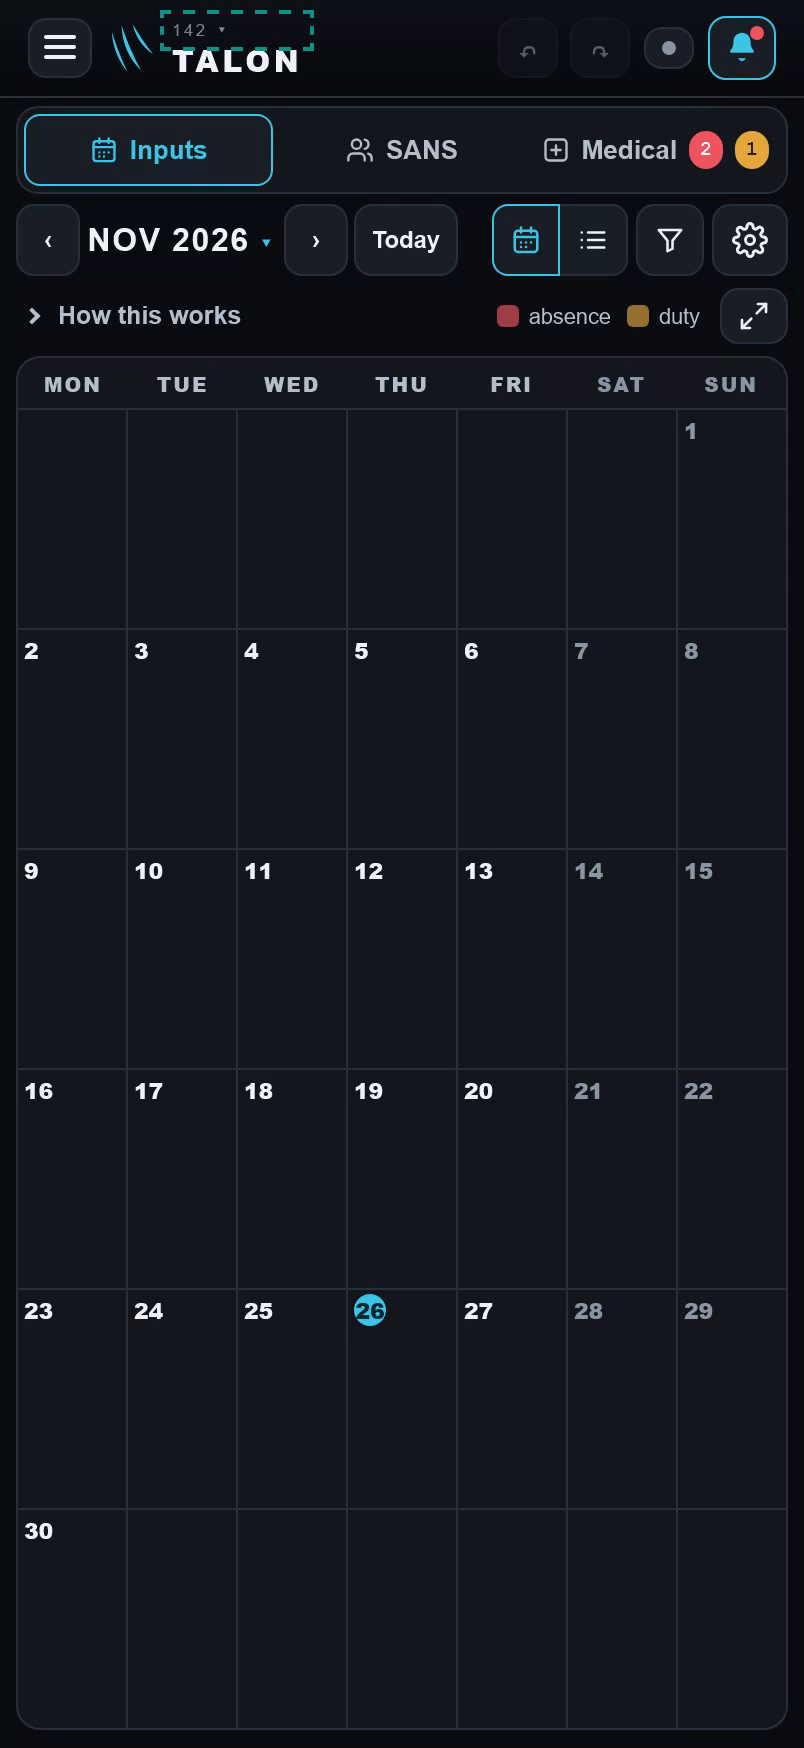 142 ▾
TALON
Inputs SANS Medical 2 1
‹ NOV 2026 ▾ › Today
How this works absence duty
MON TUE WED THU FRI SAT SUN
1
2 3 4 5 6 7 8
9 10 11 12 13 14 15
16 17 18 19 20 21 22
23 24 25 26 27 28 29
30